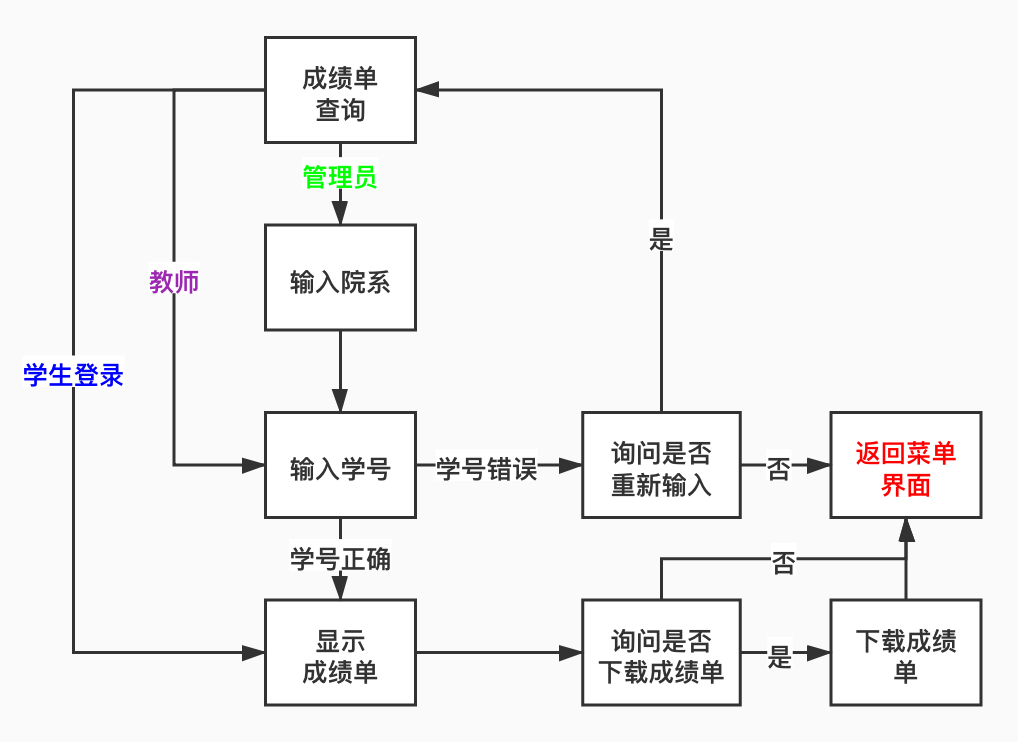 成绩单
查询
管理员
是
输入院系
教师
学生登录
输入学号
学号错误
询问是否
重新输入
否
返回菜单
界面
学号正确
否
显示
成绩单
询问是否
下载成绩单
是
下载成绩
单